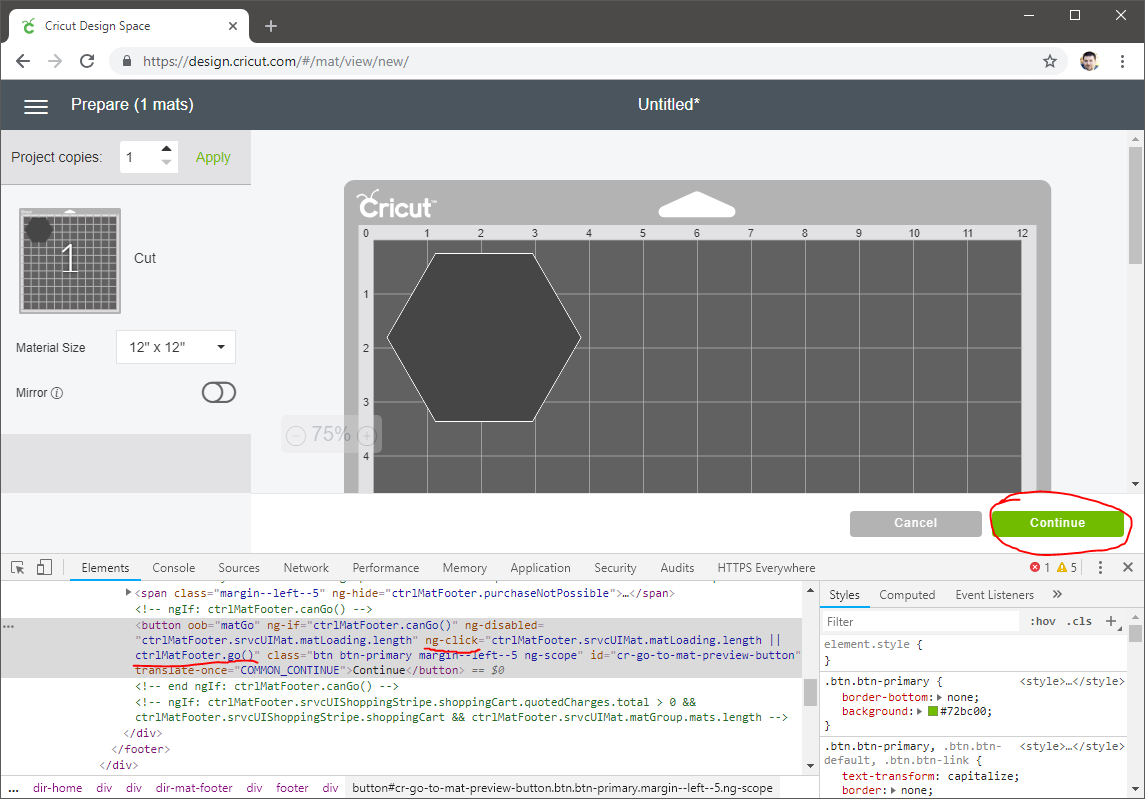 Cricut Design Space
https://design.cricut.com/#/mat/view/new/
Prepare (1 mats)
Untitled*
Project copies: 1 Apply
Cricut™
0 1 2 3 4 5 6 7 8 9 10 11 12
1
2
3
4
1
Cut
Material Size 12" x 12"
Mirror
75%
Cancel Continue
Elements Console Sources Network Performance Memory Application Security Audits HTTPS Everywhere 1 5
<span class="margin--left--5" ng-hide="ctrlMatFooter.purchaseNotPossible">…</span>
<!-- ngIf: ctrlMatFooter.canGo() -->
<button oob="matGo" ng-if="ctrlMatFooter.canGo()" ng-disabled=
"ctrlMatFooter.srvcUIMat.matLoading.length" ng-click="ctrlMatFooter.srvcUIMat.matLoading.length ||
ctrlMatFooter.go()" class="btn btn-primary margin--left--5 ng-scope" id="cr-go-to-mat-preview-button"
translate-once="COMMON_CONTINUE">Continue</button> == $0
<!-- end ngIf: ctrlMatFooter.canGo() -->
<!-- ngIf: ctrlMatFooter.srvcUIShoppingStripe.shoppingCart.quotedCharges.total > 0 &&
ctrlMatFooter.srvcUIShoppingStripe.shoppingCart && ctrlMatFooter.srvcUIMat.matGroup.mats.length -->
</div>
</footer>
</div>
... dir-home div div dir-mat-footer div footer div button#cr-go-to-mat-preview-button.btn.btn-primary.margin--left--5.ng-scope
Styles Computed Event Listeners »
Filter :hov .cls +
element.style {
}
.btn.btn-primary { <style>…</style>
border-bottom: none;
background: #72bc00;
}
.btn.btn-primary, .btn.btn- <style>…</style>
default, .btn.btn-link {
text-transform: capitalize;
border: none;